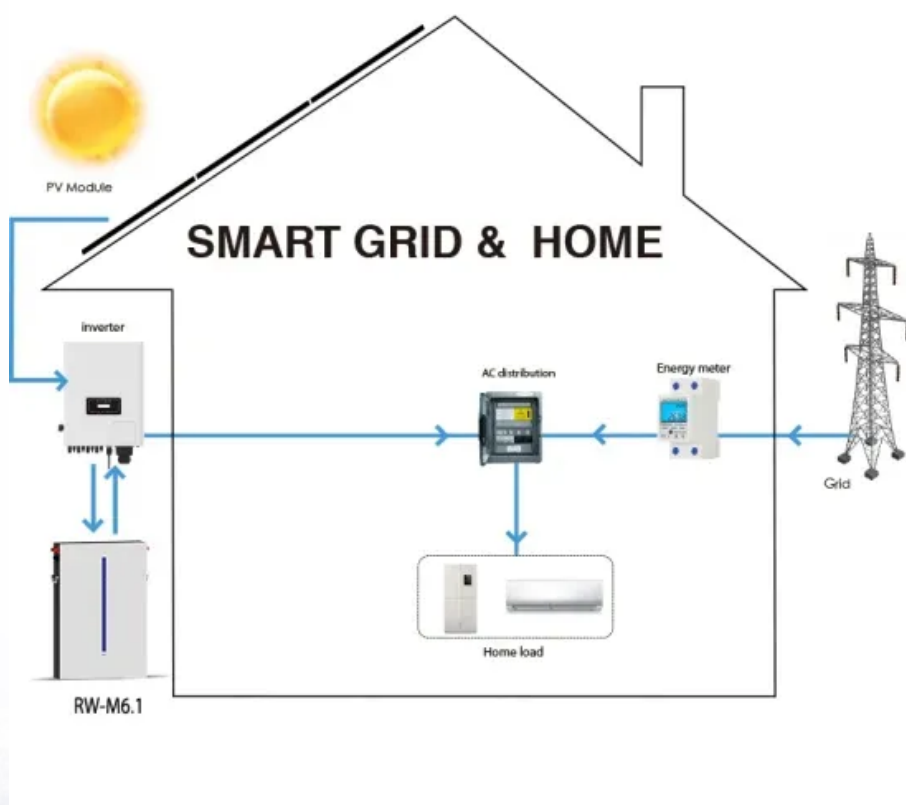 PV Module
SMART GRID & HOME
inverter
AC distribution
Energy meter
Grid
Home load
RW-M6.1